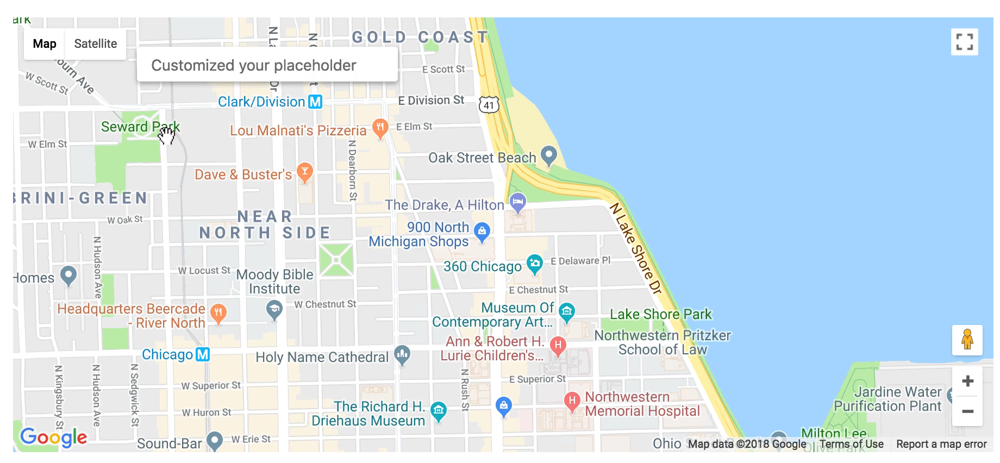 ark
Map
Satellite
GOLD COAST
Customized your placeholder
ourn Ave
W Scott St
E Scott St
Clark/Division M
E Division St
41
Seward Park
Lou Malnati's Pizzeria
E Elm St
W Elm St
N Dearborn St
Oak Street Beach
Dave & Buster's
BRINI-GREEN
The Drake, A Hilton
NEAR
NORTH SIDE
W Oak St
900 North
Michigan Shops
N Lake Shore Dr
N Hudson Ave
W Locust St
360 Chicago
E Delaware Pl
Homes
Moody Bible
Institute
E Chestnut St
W Chestnut St
Headquarters Beercade
- River North
Museum Of
Contemporary Art...
Lake Shore Park
Northwestern Pritzker
School of Law
Ann & Robert H.
Lurie Children's...
H
Chicago M
Holy Name Cathedral
N Kingsbury St
N Hudson Ave
N Sedgwick St
N Rush St
E Superior St
W Superior St
Northwestern
Memorial Hospital
H
Jardine Water
Purification Plant
The Richard H.
Driehaus Museum
W Huron St
Google
Sound-Bar
W Erie St
Milton Lee
Olive Park
Ohio
Map data ©2018 Google
Terms of Use
Report a map error